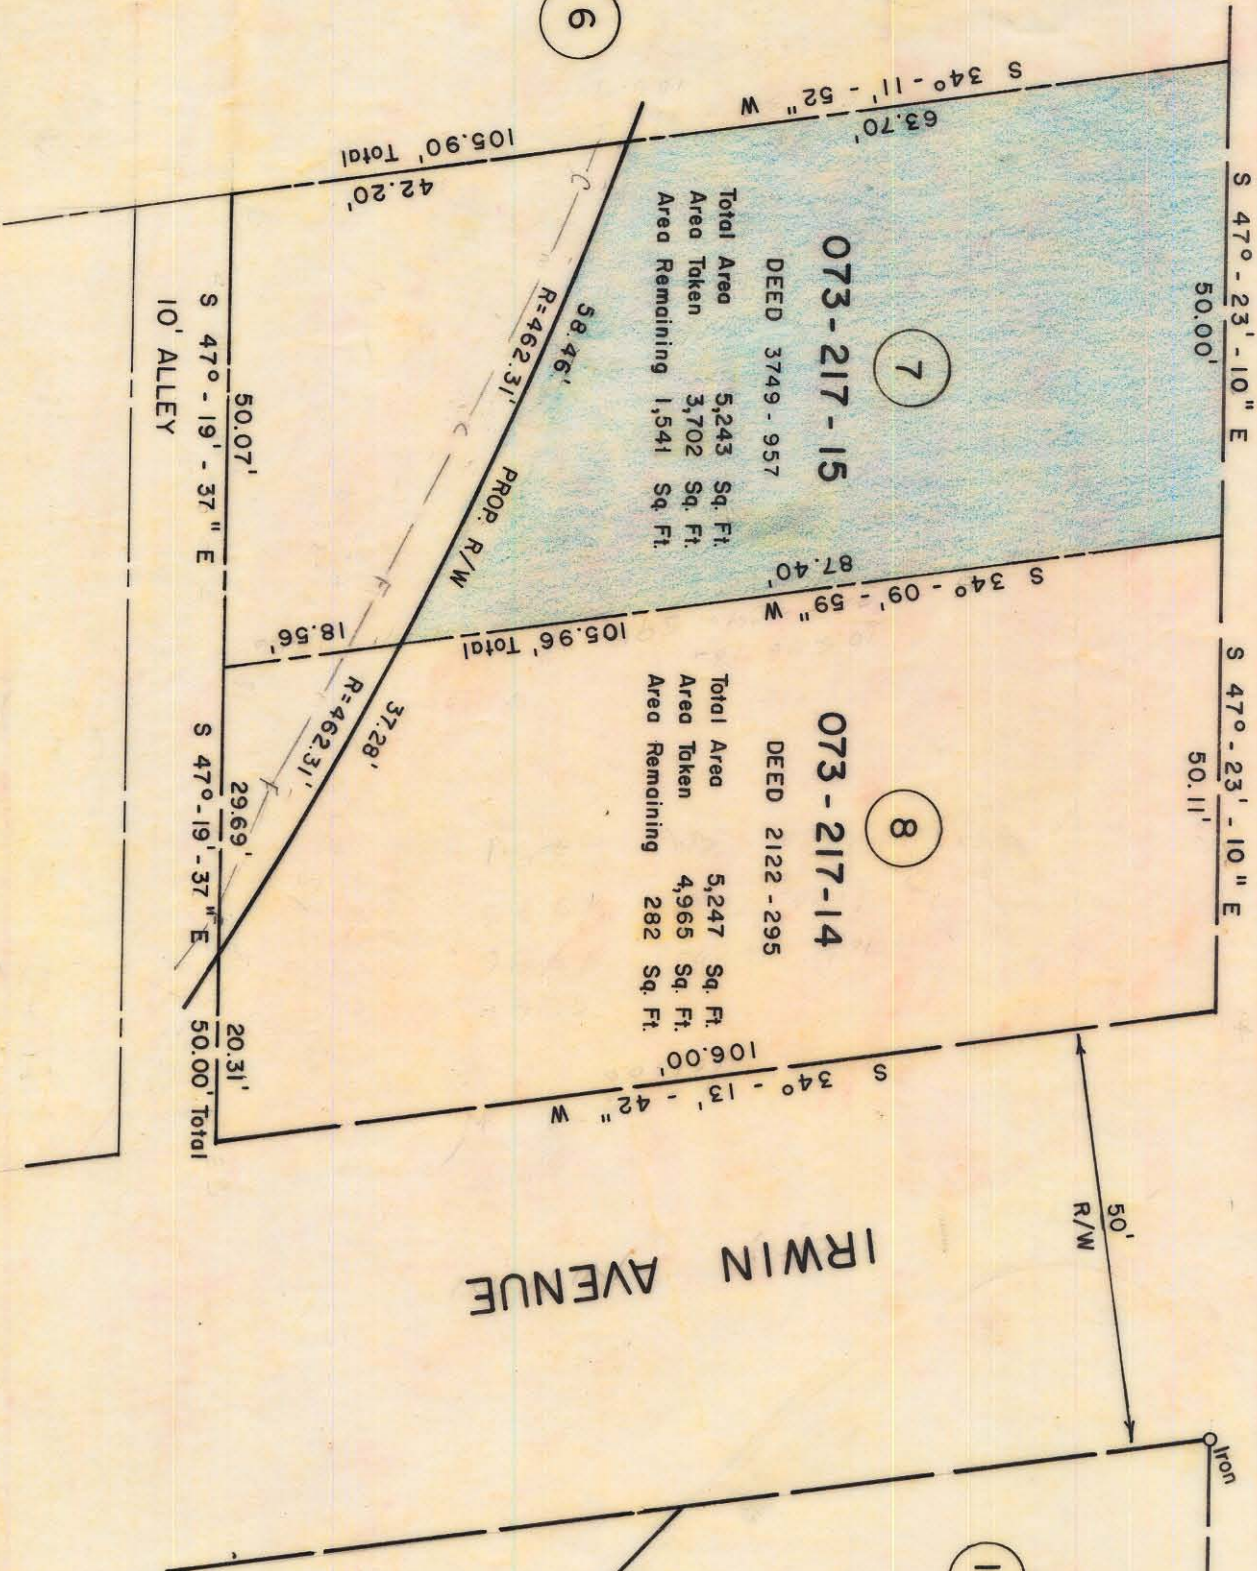 6
S 34° - 11' - 52" W
63.70'
105.90' Total
42.20'
S 47° - 23' - 10" E
50.00'
7
073 - 217 - 15
DEED 3749 - 957
Total Area 5,243 Sq. Ft.
Area Taken 3,702 Sq. Ft.
Area Remaining 1,541 Sq. Ft.
58.46'
R=462.31'
PROP. R/W
C
C
F
50.07'
S 47° - 19' - 37" E
10' ALLEY
S 34° - 09' - 59" W
87.40'
105.96' Total
18.56'
S 47° - 23' - 10" E
50.11'
8
073 - 217 - 14
DEED 2122 - 295
Total Area 5,247 Sq. Ft.
Area Taken 4,965 Sq. Ft.
Area Remaining 282 Sq. Ft.
37.28'
R=462.31'
29.69'
S 47° - 19' - 37" E
20.31'
50.00' Total
106.00'
S 34° - 13' - 42" W
50'
R/W
IRWIN AVENUE
Iron